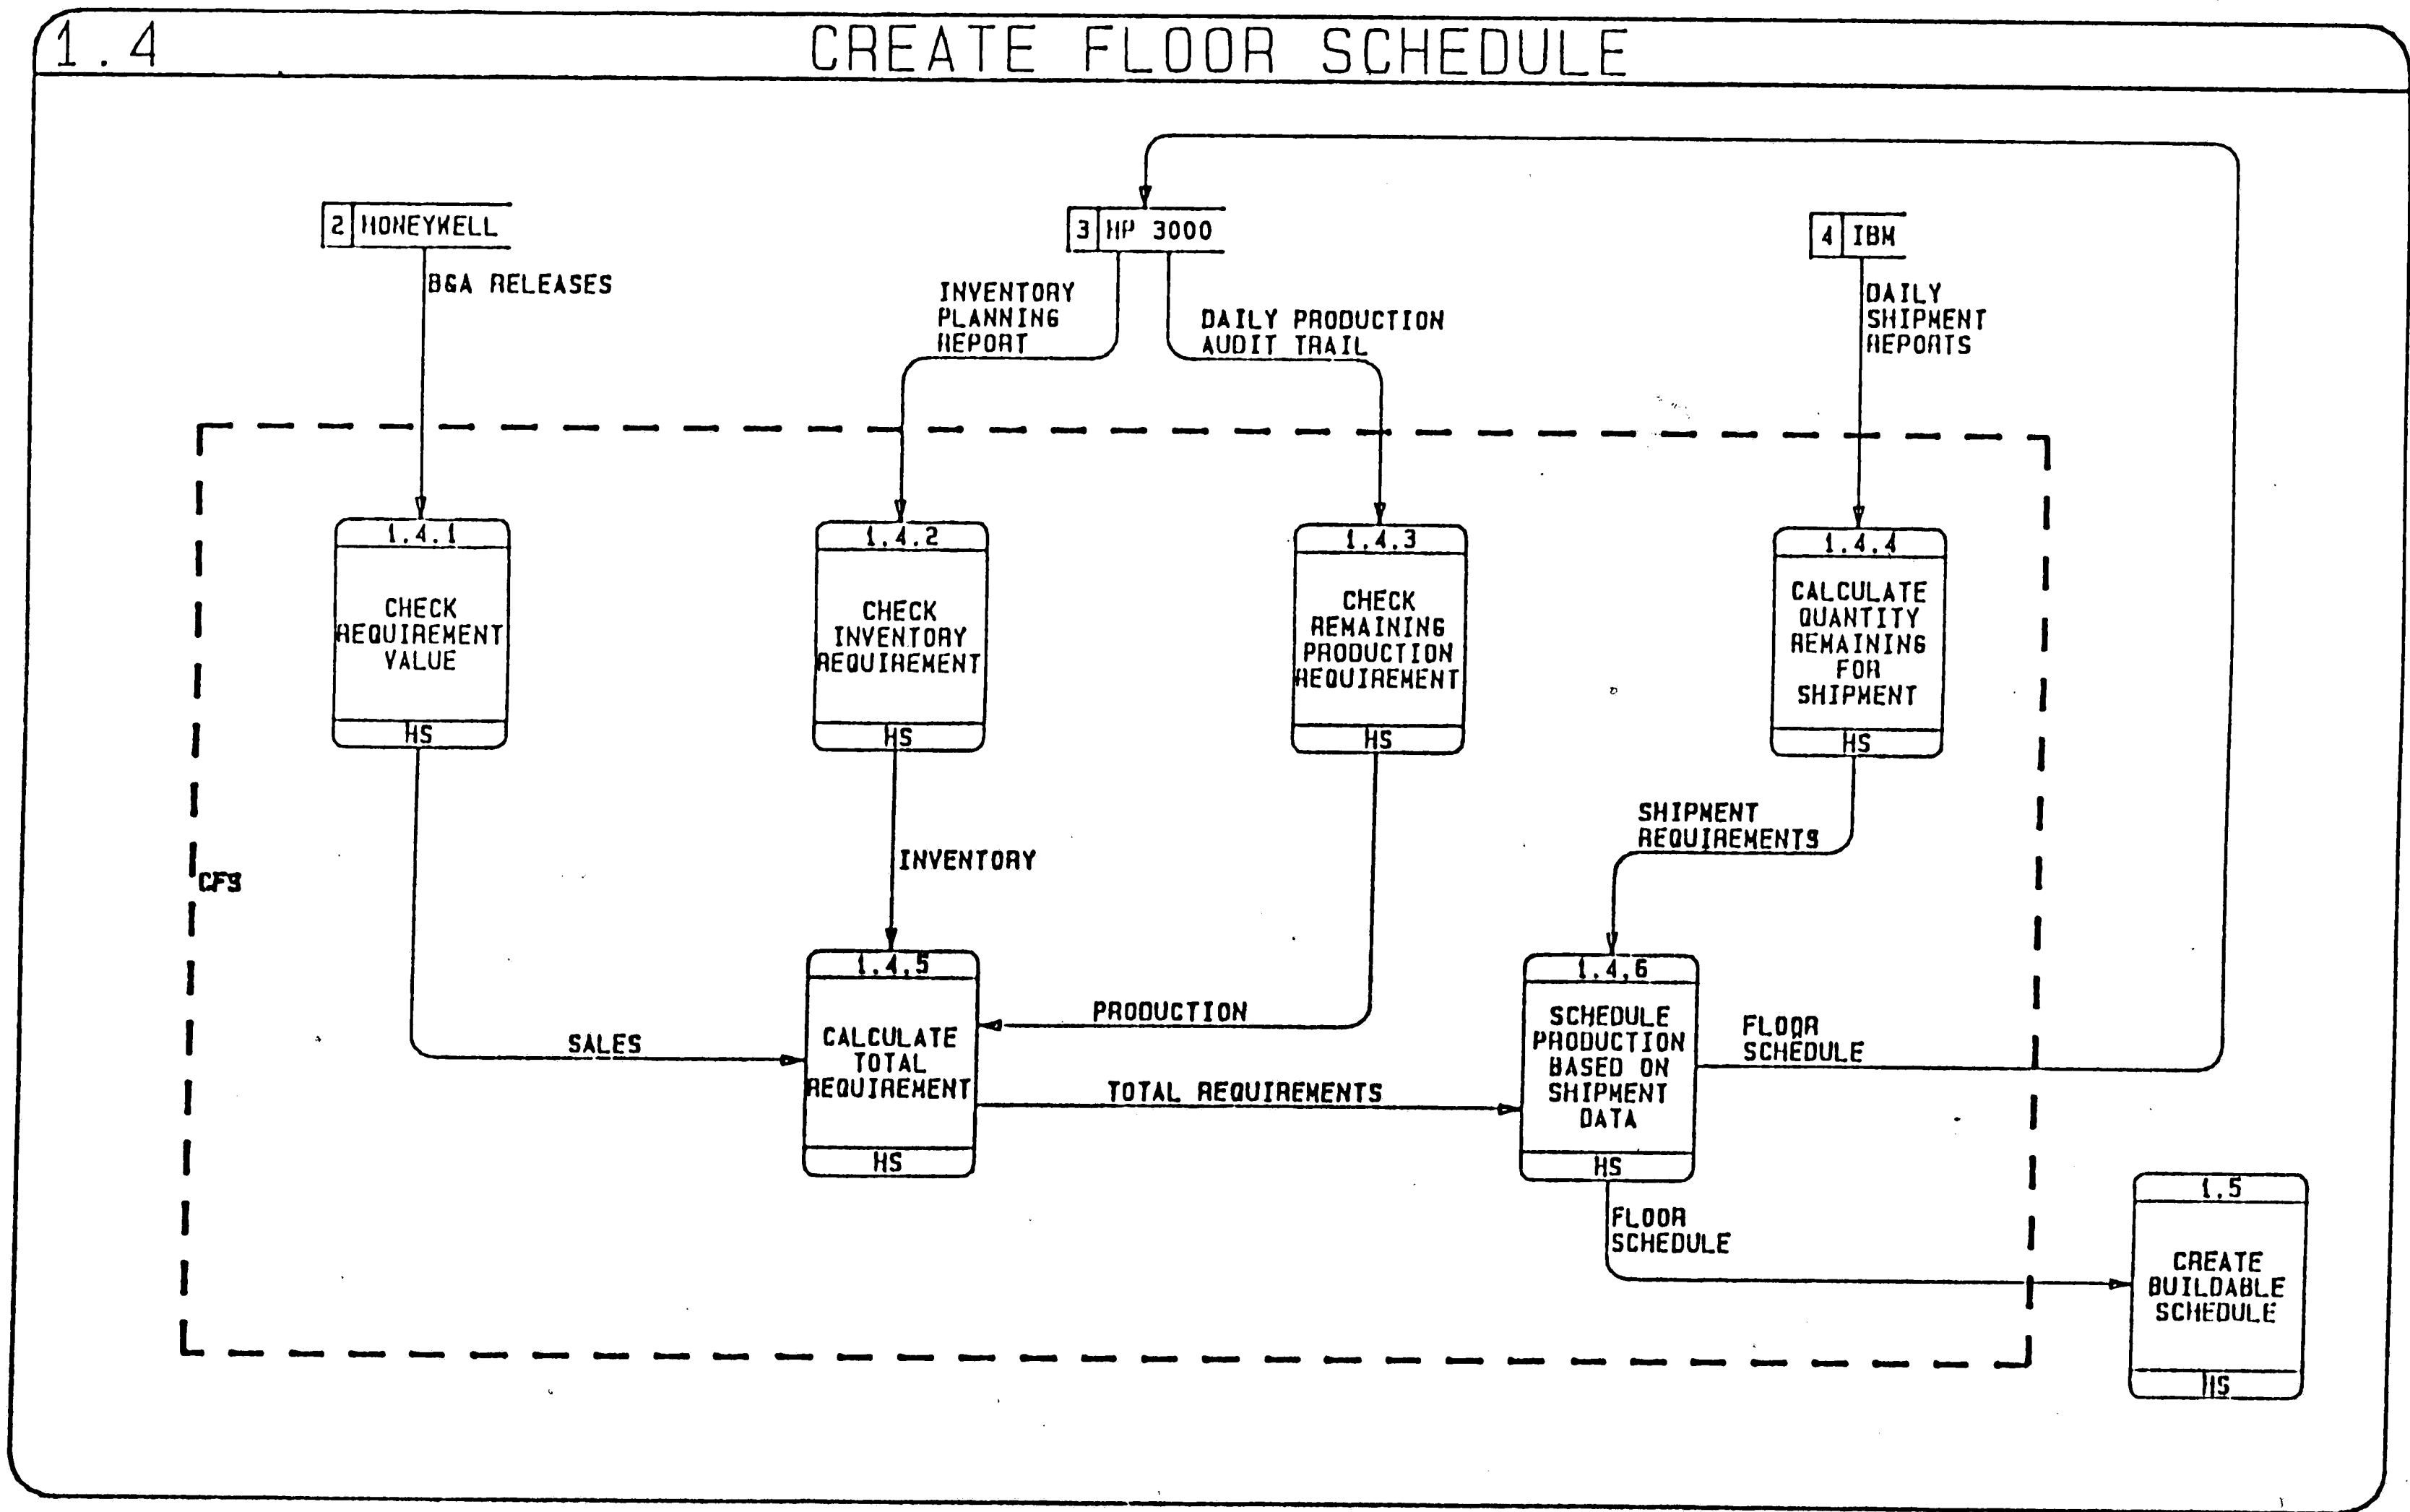 1.4
CREATE FLOOR SCHEDULE
2 HONEYWELL
3 HP 3000
4 IBM
B&A RELEASES
INVENTORY
PLANNING
REPORT
DAILY PRODUCTION
AUDIT TRAIL
DAILY
SHIPMENT
REPORTS
1.4.1
CHECK
REQUIREMENT
VALUE
HS
1.4.2
CHECK
INVENTORY
REQUIREMENT
HS
1.4.3
CHECK
REMAINING
PRODUCTION
REQUIREMENT
HS
1.4.4
CALCULATE
QUANTITY
REMAINING
FOR
SHIPMENT
HS
SHIPMENT
REQUIREMENTS
INVENTORY
CFS
1.4.5
CALCULATE
TOTAL
REQUIREMENT
HS
SALES
PRODUCTION
TOTAL REQUIREMENTS
1.4.6
SCHEDULE
PRODUCTION
BASED ON
SHIPMENT
DATA
HS
FLOOR
SCHEDULE
FLOOR
SCHEDULE
1.5
CREATE
BUILDABLE
SCHEDULE
HS